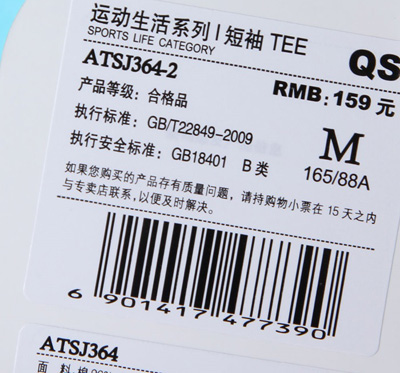 运动生活系列 | 短袖 TEE
SPORTS LIFE CATEGORY
QS
ATSJ364-2
RMB: 159 元
产品等级: 合格品
执行标准: GB/T22849-2009
M
执行安全标准: GB18401 B 类
165/88A
如果您购买的产品存有质量问题, 请持购物小票在 15 天之内
与专卖店联系, 以便及时解决。
6 901417 477390
ATSJ364
面 料: 棉